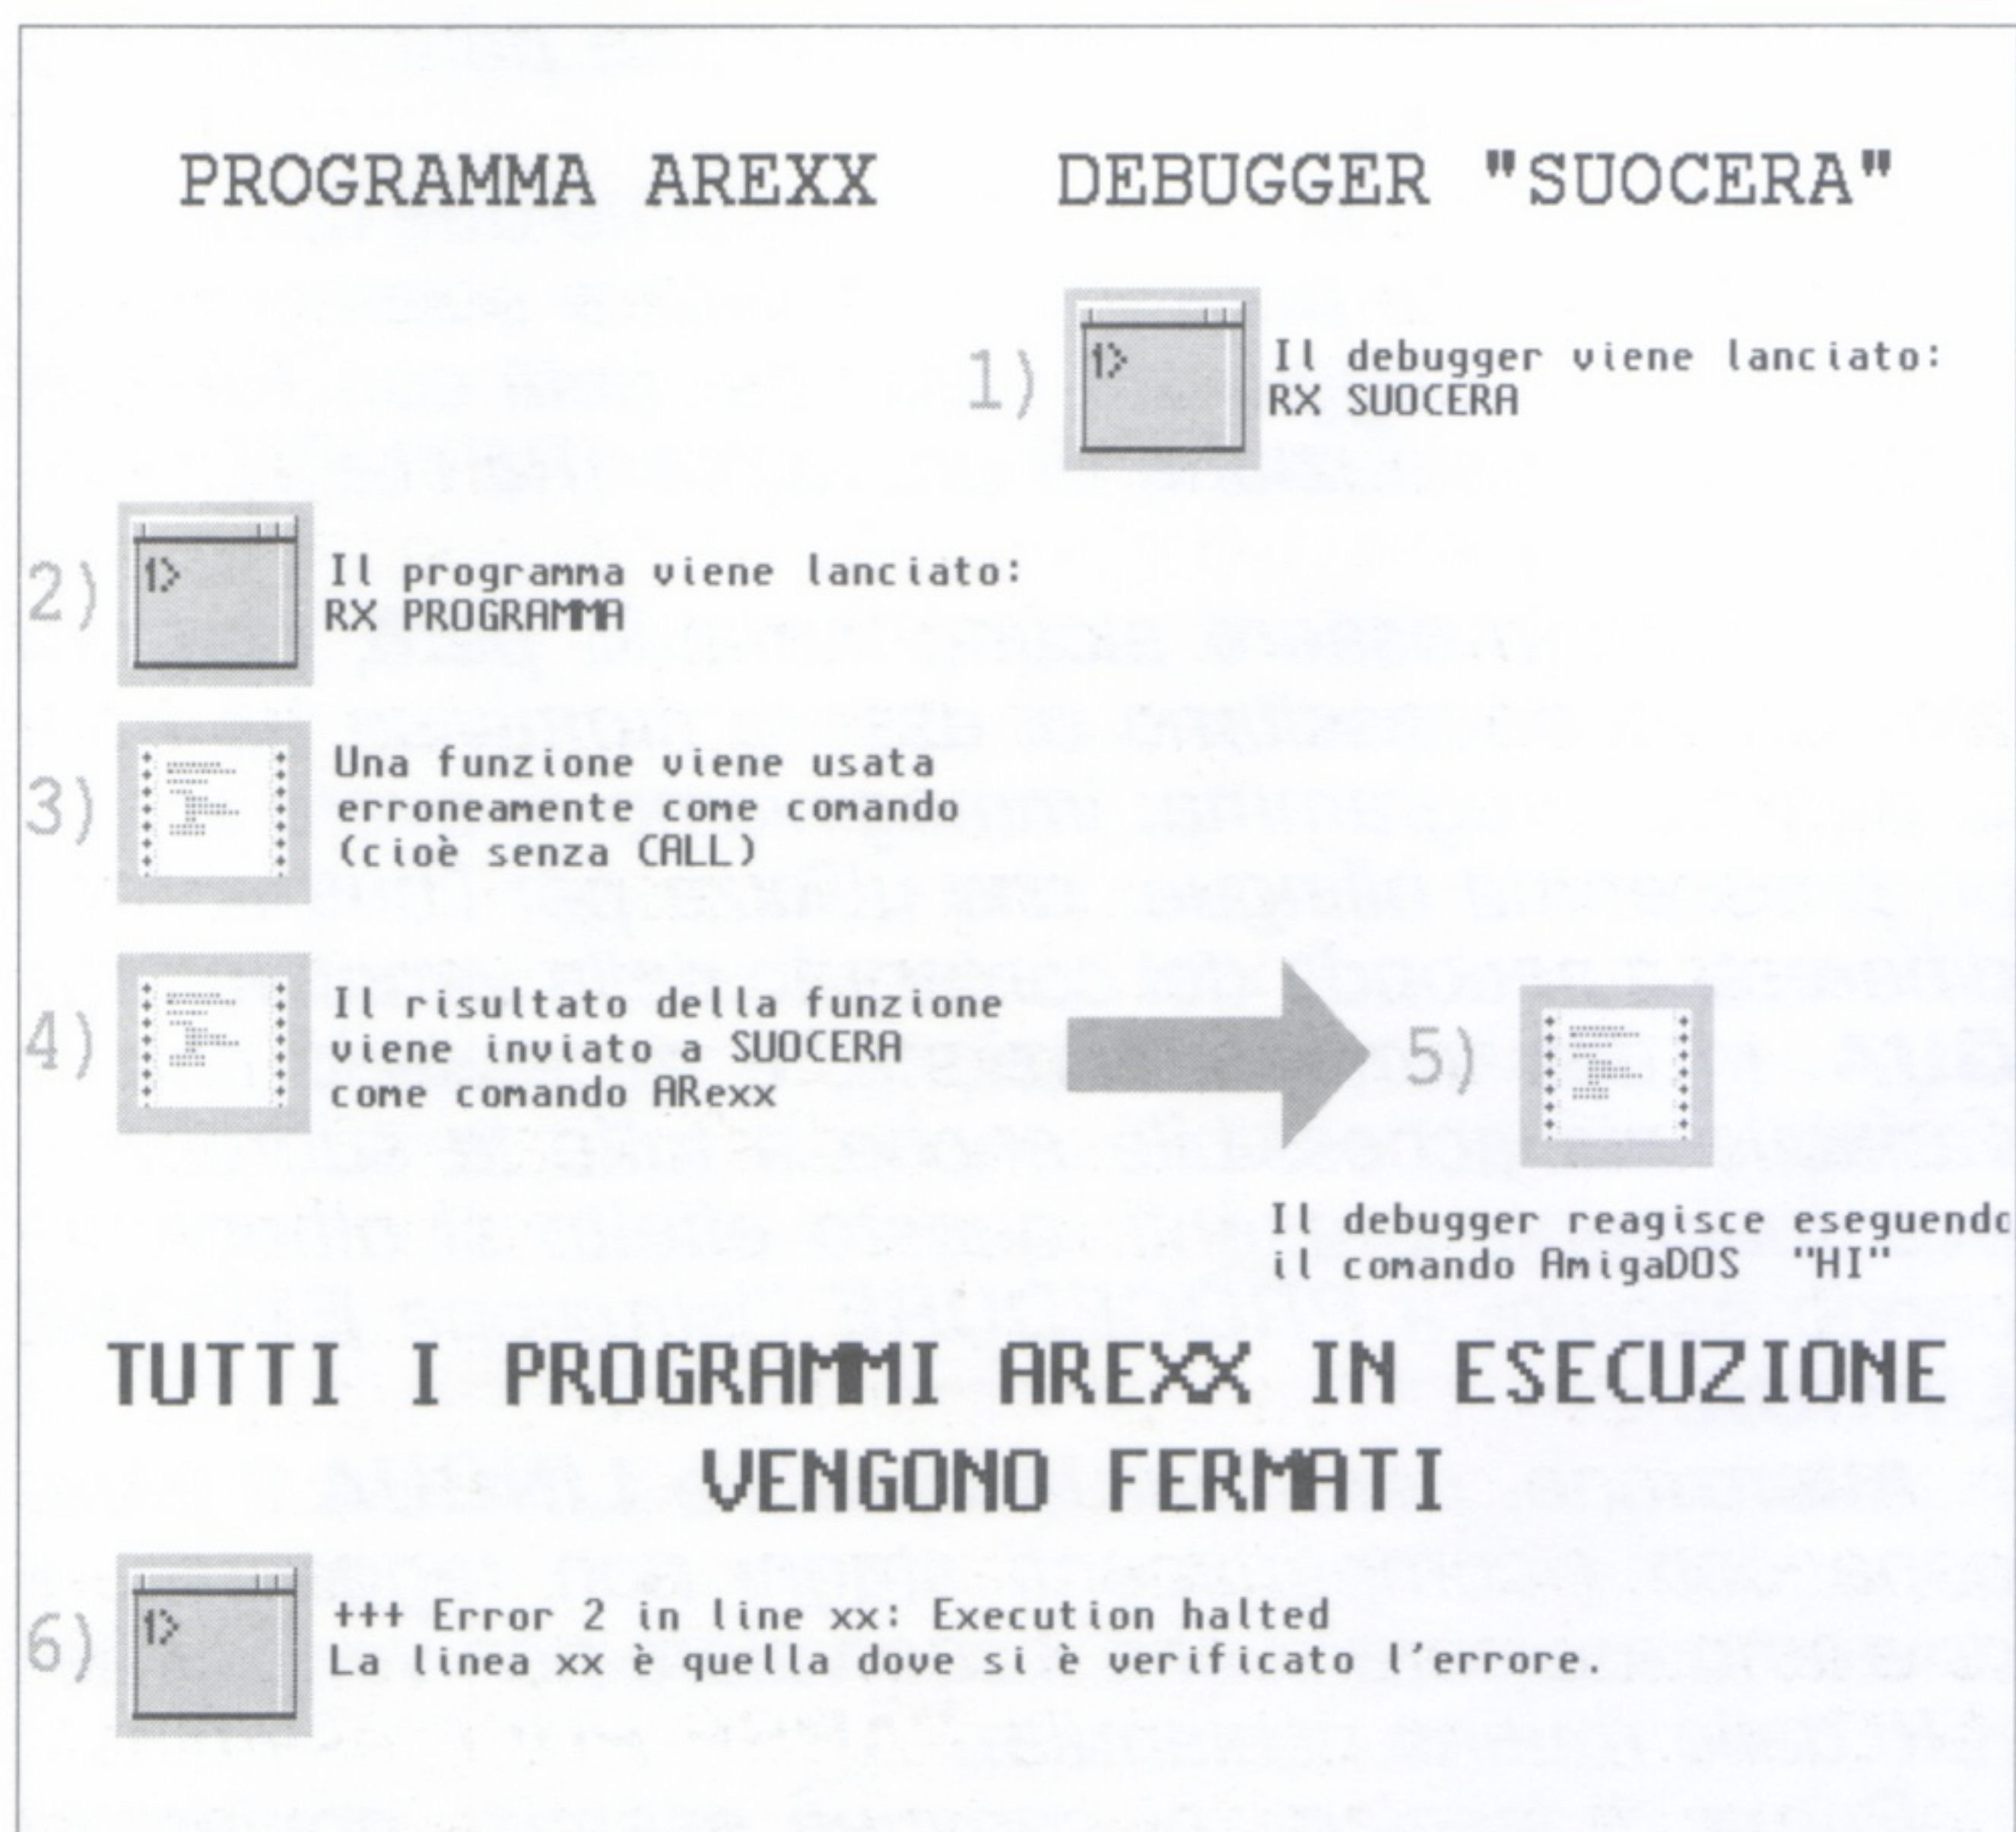 PROGRAMMA AREXX
DEBUGGER "SUOCERA"
1)
1>
Il debugger viene lanciato:
RX SUOCERA
2)
1>
Il programma viene lanciato:
RX PROGRAMMA
3)
Una funzione viene usata
erroneamente come comando
(cioè senza CALL)
4)
Il risultato della funzione
viene inviato a SUOCERA
come comando ARexx
5)
Il debugger reagisce eseguendo
il comando AmigaDOS "HI"
TUTTI I PROGRAMMI AREXX IN ESECUZIONE
VENGONO FERMATI
6)
1>
+++ Error 2 in line xx: Execution halted
La linea xx è quella dove si è verificato l'errore.